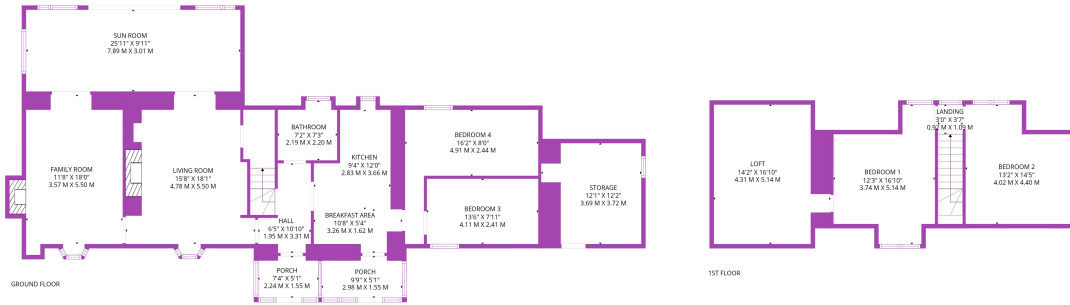 SUN ROOM
25'11" X 9'11"
7.89 M X 3.01 M
FAMILY ROOM
11'8" X 18'0"
3.57 M X 5.50 M
LIVING ROOM
15'8" X 18'1"
4.78 M X 5.50 M
BATHROOM
7'2" X 7'3"
2.19 M X 2.20 M
KITCHEN
9'4" X 12'0"
2.83 M X 3.66 M
BREAKFAST AREA
10'8" X 5'4"
3.26 M X 1.62 M
HALL
6'5" X 10'10"
1.95 M X 3.31 M
PORCH
7'4" X 5'1"
2.24 M X 1.55 M
PORCH
9'9" X 5'1"
2.98 M X 1.55 M
BEDROOM 4
16'2" X 8'0"
4.91 M X 2.44 M
BEDROOM 3
13'6" X 7'11"
4.11 M X 2.41 M
STORAGE
12'1" X 12'2"
3.69 M X 3.72 M
GROUND FLOOR
LOFT
14'2" X 16'10"
4.31 M X 5.14 M
BEDROOM 1
12'3" X 16'10"
3.74 M X 5.14 M
LANDING
3'0" X 3'7"
0.92 M X 1.09 M
BEDROOM 2
13'2" X 14'5"
4.02 M X 4.40 M
1ST FLOOR